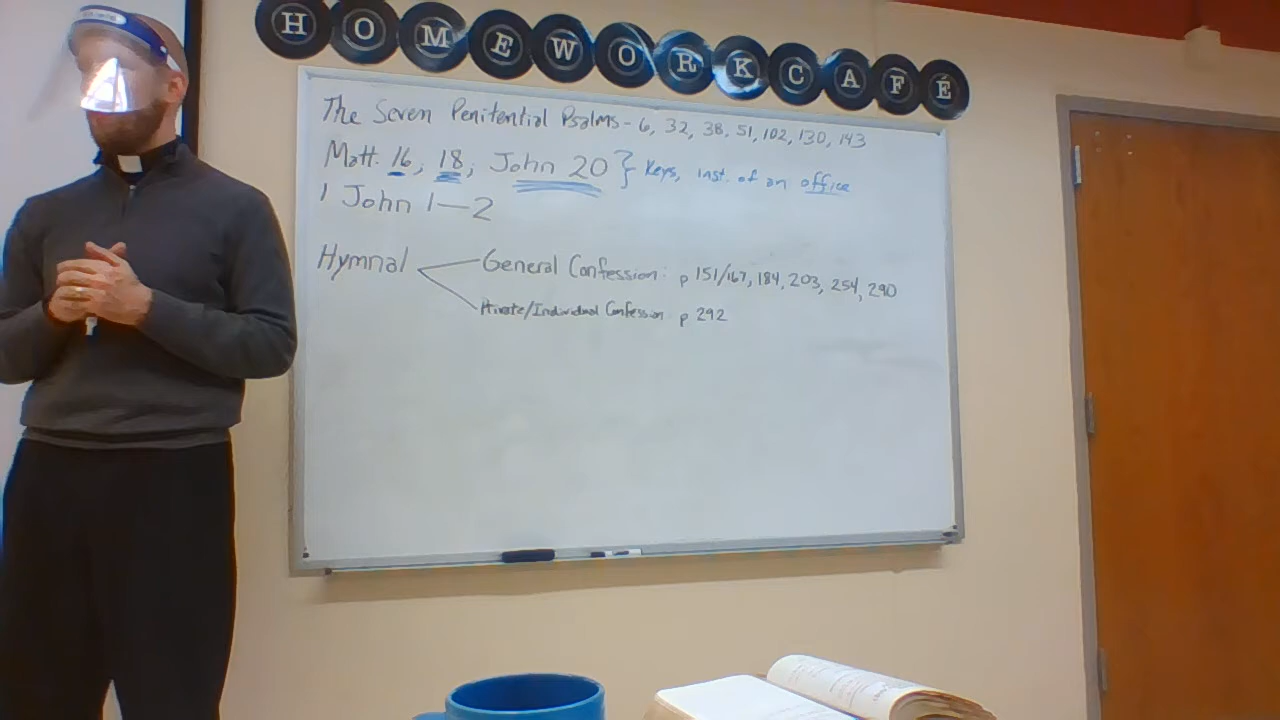 HOMEWORK CAFÉ
The Seven Penitential Psalms - 6, 32, 38, 51, 102, 130, 143
Matt. 16, 18, John 20 } Keys, inst. of an office
1 John 1—2
Hymnal
General Confession: p 151/167, 184, 203, 254, 290
Private/Individual Confession p 292